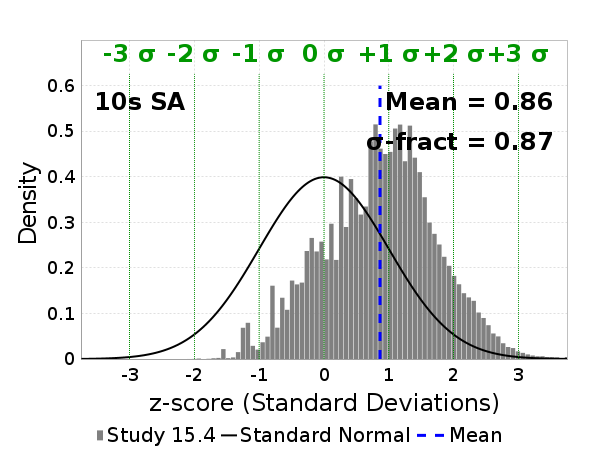 -3 σ -2 σ -1 σ 0 σ +1 σ +2 σ +3 σ
10s SA
Mean = 0.86
σ-fract = 0.87
0.6
0.5
0.4
0.3
0.2
0.1
0
Density
-3 -2 -1 0 1 2 3
z-score (Standard Deviations)
Study 15.4 Standard Normal Mean